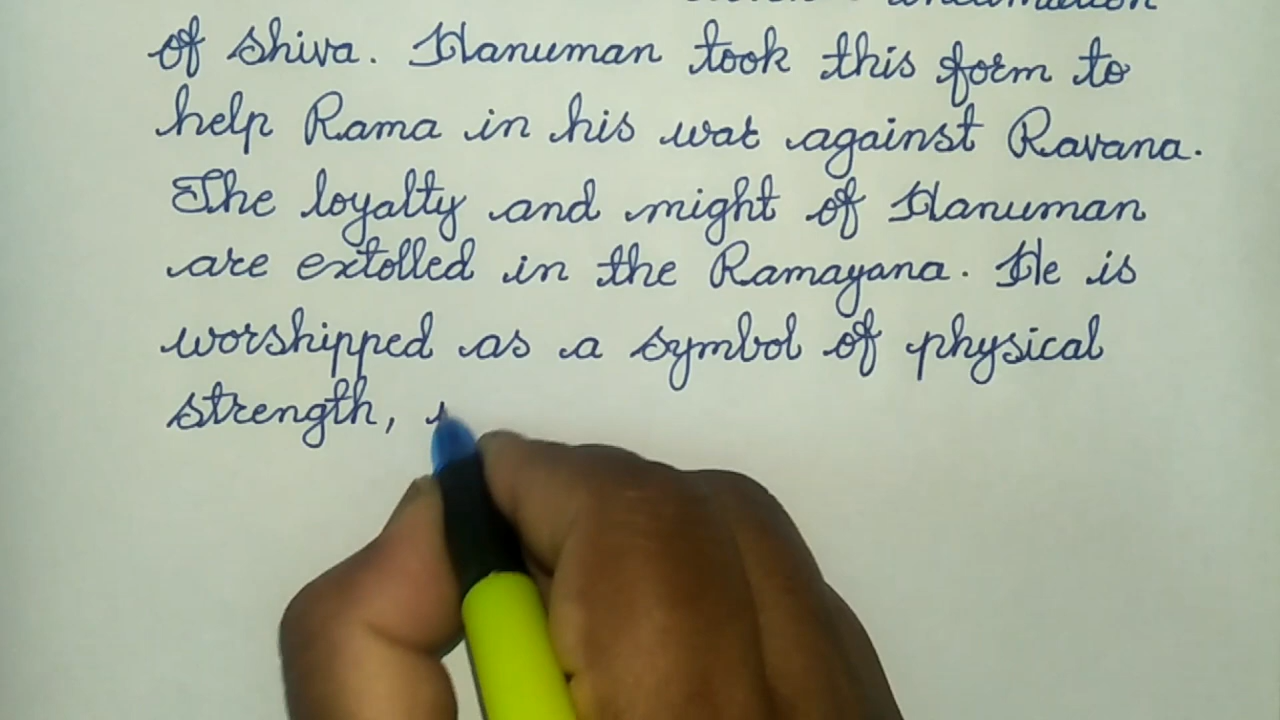 of Shiva. Hanuman took this form to
help Rama in his war against Ravana.
The loyalty and might of Hanuman
are extolled in the Ramayana. He is
worshipped as a symbol of physical
strength,